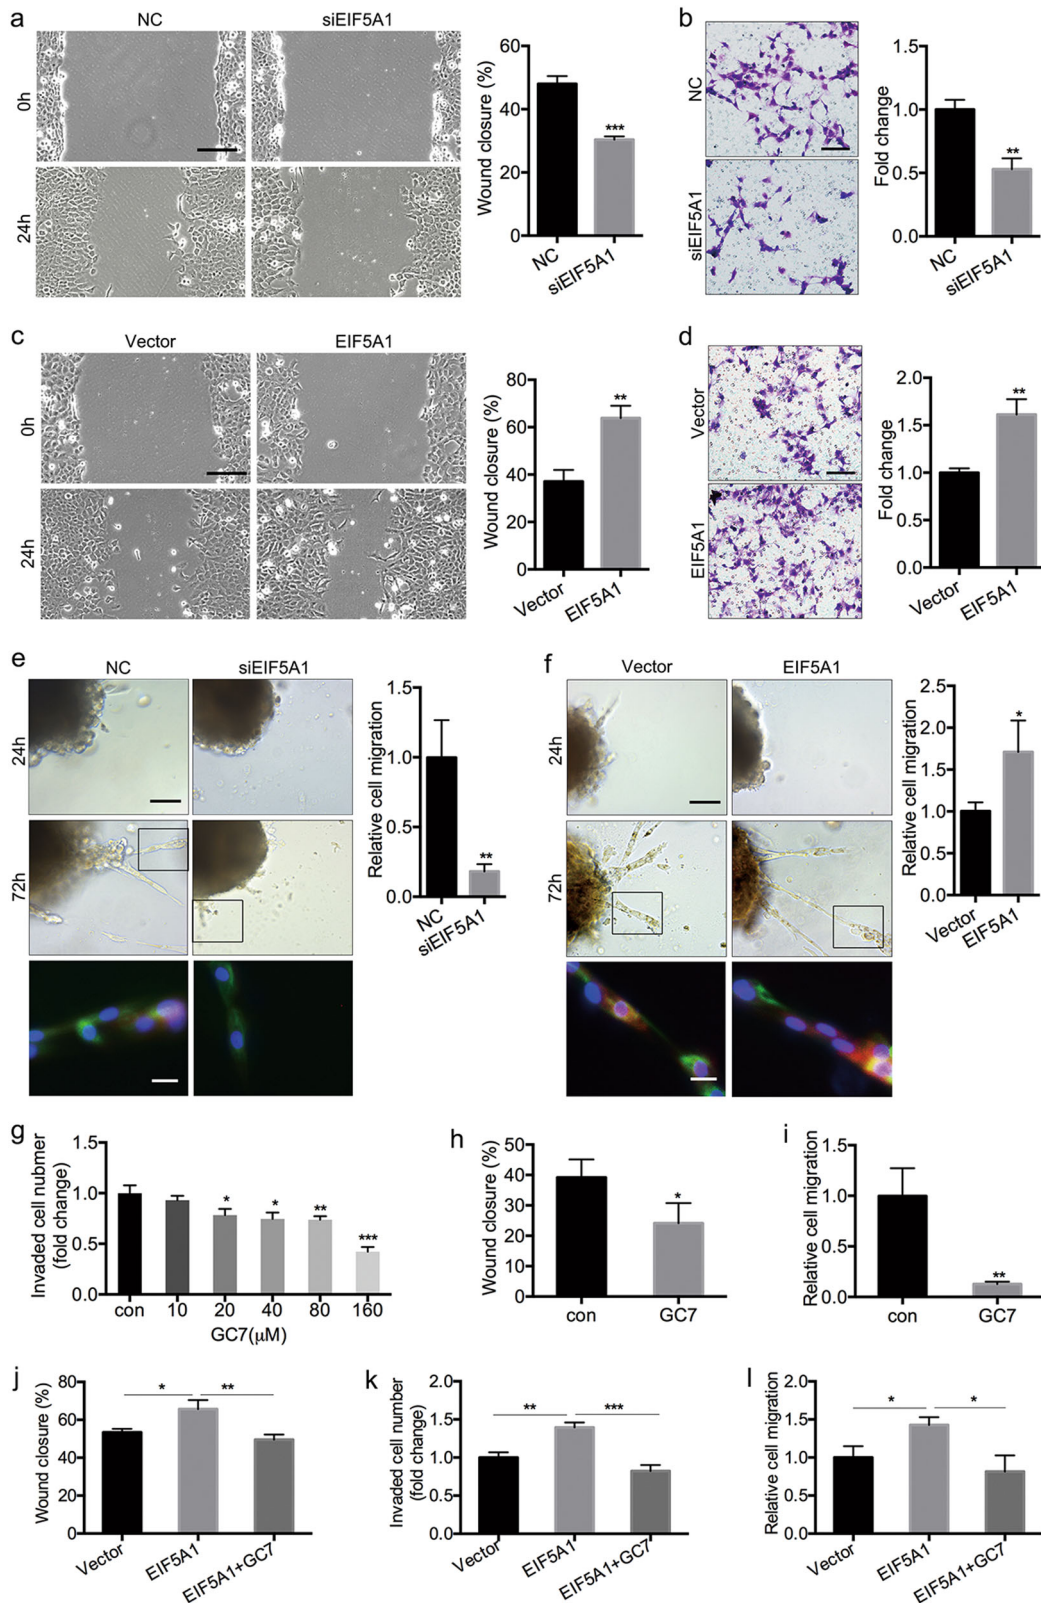 a
NC
siEIF5A1
0h
24h
Wound closure (%)
60
40
20
0
***
NC
siEIF5A1
b
NC
siEIF5A1
Fold change
1.5
1.0
0.5
0.0
**
NC
siEIF5A1
c
Vector
EIF5A1
0h
24h
Wound closure (%)
80
60
40
20
0
**
Vector
EIF5A1
d
Vector
EIF5A1
Fold change
2.0
1.5
1.0
0.5
0.0
**
Vector
EIF5A1
e
NC
siEIF5A1
24h
72h
Relative cell migration
1.5
1.0
0.5
0.0
**
NC
siEIF5A1
f
Vector
EIF5A1
24h
72h
Relative cell migration
2.5
2.0
1.5
1.0
0.5
0.0
*
Vector
EIF5A1
g
Invaded cell nubmer
(fold change)
1.5
1.0
0.5
0.0
* * ** ***
con 10 20 40 80 160
GC7(μM)
h
Wound closure (%)
50
40
30
20
10
0
*
con GC7
i
Relative cell migration
1.5
1.0
0.5
0.0
**
con GC7
j
Wound closure (%)
80
60
40
20
0
* **
Vector
EIF5A1
EIF5A1+GC7
k
Invaded cell number
(fold change)
2.0
1.5
1.0
0.5
0.0
** ***
Vector
EIF5A1
EIF5A1+GC7
l
Relative cell migration
2.0
1.5
1.0
0.5
0.0
* *
Vector
EIF5A1
EIF5A1+GC7